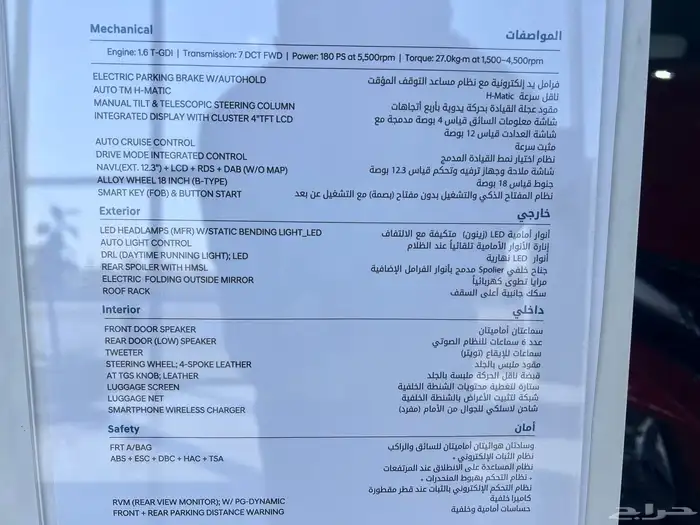 Mechanical المواصفات
Engine: 1.6 T-GDI | Transmission: 7 DCT FWD | Power: 180 PS at 5,500rpm | Torque: 27.0kg·m at 1,500~4,500rpm
ELECTRIC PARKING BRAKE W/AUTOHOLD فرامل يد إلكترونية مع نظام مساعد التوقف المؤقت
AUTO TM H-MATIC ناقل سرعة H-Matic
MANUAL TILT & TELESCOPIC STEERING COLUMN مقود عجلة القيادة بحركة يدوية بأربع أتجاهات
INTEGRATED DISPLAY WITH CLUSTER 4"TFT LCD شاشة معلومات السائق قياس 4 بوصة مدمجة مع
شاشة العدادت قياس 12 بوصة
AUTO CRUISE CONTROL مثبت سرعة
DRIVE MODE INTEGRATED CONTROL نظام اختيار نمط القيادة المدمج
NAVI.(EXT. 12.3") + LCD + RDS + DAB (W/O MAP) شاشة ملاحة وجهاز ترفيه وتحكم قياس 12.3 بوصة
ALLOY WHEEL 18 INCH (B-TYPE) جنوط قياس 18 بوصة
SMART KEY (FOB) & BUTTON START نظام المفتاح الذكي والتشغيل بدون مفتاح (بصمة) مع التشغيل عن بعد
Exterior خارجي
LED HEADLAMPS (MFR) W/STATIC BENDING LIGHT_LED أنوار أمامية LED (زينون) متكيفة مع الالتفاف
AUTO LIGHT CONTROL إنارة الأنوار الأمامية تلقائياً عند الظلام
DRL (DAYTIME RUNNING LIGHT); LED أنوار LED نهارية
REAR SPOILER WITH HMSL جناح خلفي Spolier مدمج بأنوار الفرامل الإضافية
ELECTRIC FOLDING OUTSIDE MIRROR مرايا تطوى كهربائياً
ROOF RACK سكك جانبية أعلى السقف
Interior داخلي
FRONT DOOR SPEAKER سماعتان أماميتان
REAR DOOR (LOW) SPEAKER عدد 6 سماعات للنظام الصوتي
TWEETER سماعات للإيقاع (تويتر)
STEERING WHEEL; 4-SPOKE LEATHER مقود ملبس بالجلد
AT TGS KNOB; LEATHER قبضة ناقل الحركة ملبسة بالجلد
LUGGAGE SCREEN ستارة لتغطية محتويات الشنطة الخلفية
LUGGAGE NET شبكة لتثبيت الأغراض بالشنطة الخلفية
SMARTPHONE WIRELESS CHARGER شاحن لاسلكي للجوال من الأمام (مفرد)
Safety أمان
FRT A/BAG وسادتان هوائيتان أماميتان للسائق والراكب
ABS + ESC + DBC + HAC + TSA نظام الثبات الإلكتروني +
نظام المساعدة على الانطلاق عند المرتفعات
+ نظام التحكم بهبوط المنحدرات +
نظام التحكم الإلكتروني بالثبات عند قطر مقطورة
RVM (REAR VIEW MONITOR); W/ PG-DYNAMIC كاميرا خلفية
FRONT + REAR PARKING DISTANCE WARNING حساسات أمامية وخلفية
حراج